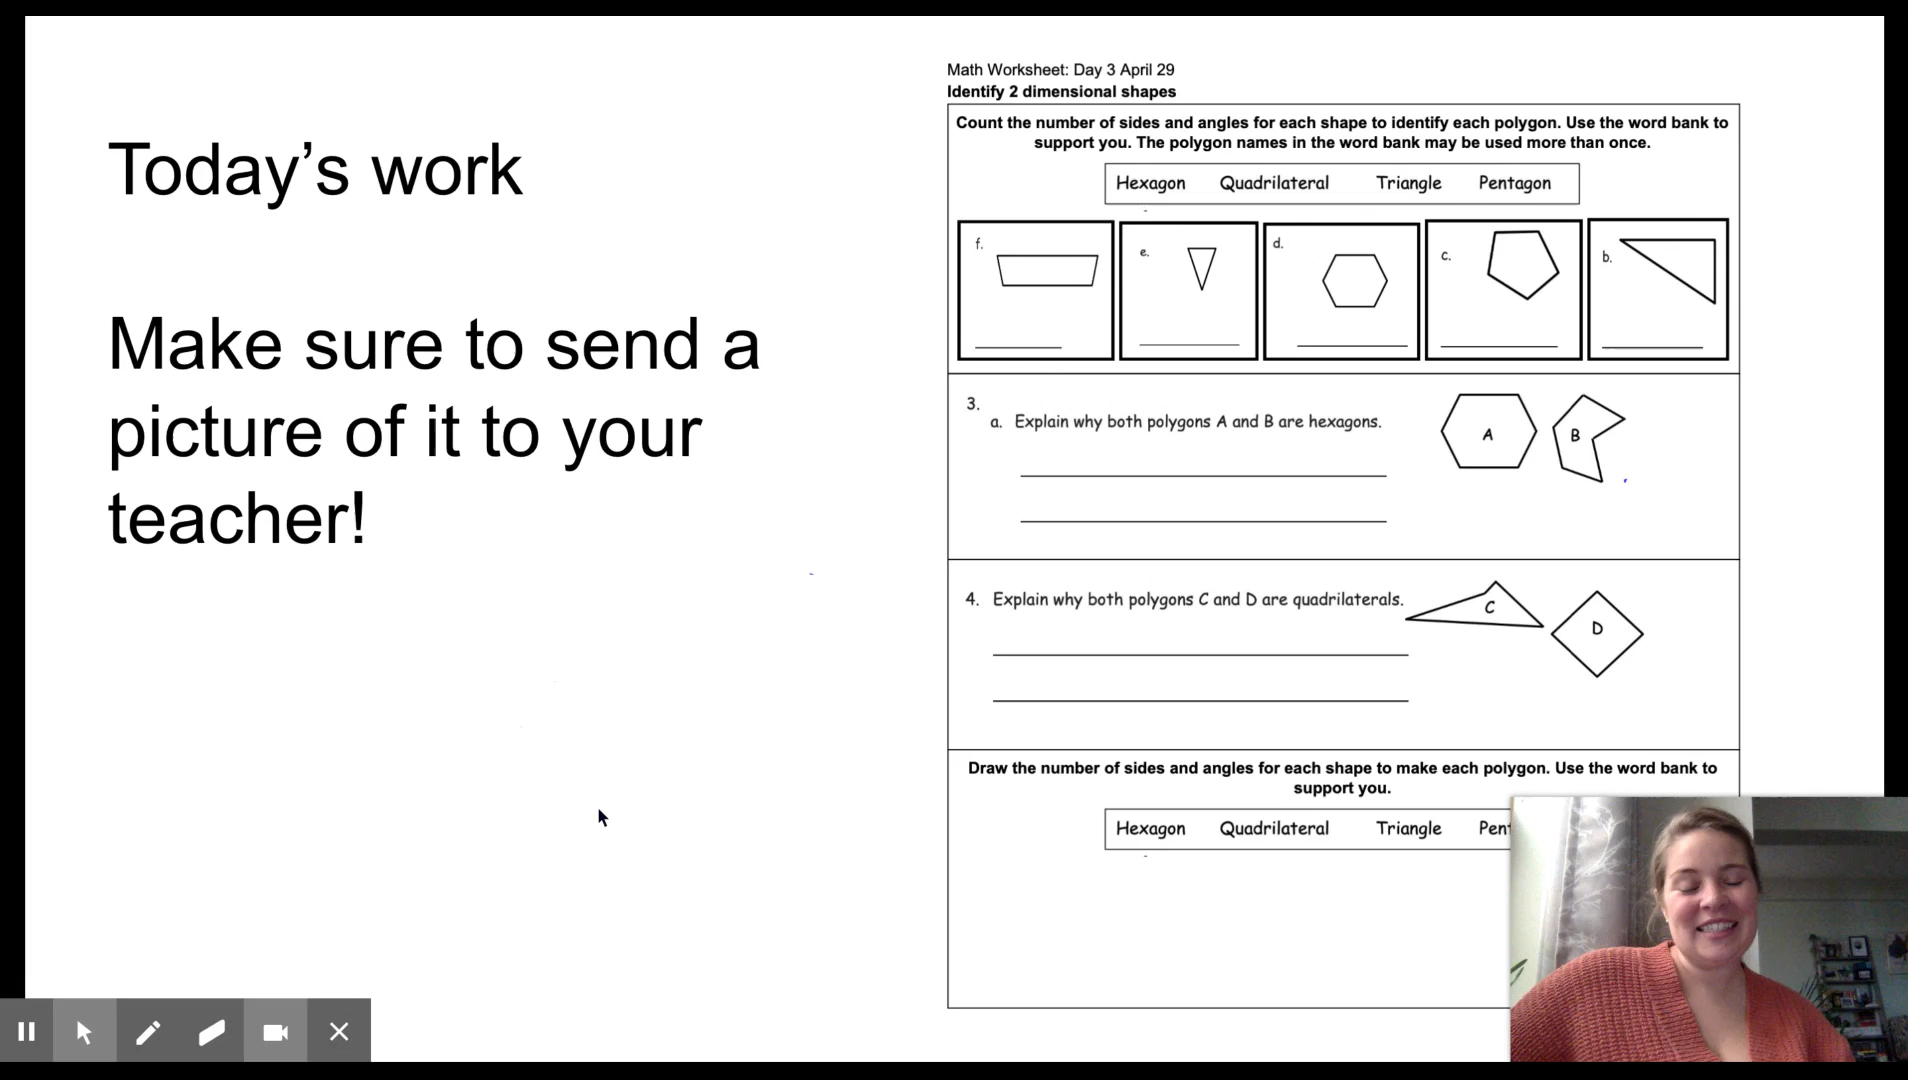 Today’s work
Make sure to send a
picture of it to your
teacher!
Math Worksheet: Day 3 April 29
Identify 2 dimensional shapes
Count the number of sides and angles for each shape to identify each polygon. Use the word bank to
support you. The polygon names in the word bank may be used more than once.
Hexagon Quadrilateral Triangle Pentagon
f. e. d. c. b.
3.
a. Explain why both polygons A and B are hexagons.
A B
4. Explain why both polygons C and D are quadrilaterals.
C D
Draw the number of sides and angles for each shape to make each polygon. Use the word bank to
support you.
Hexagon Quadrilateral Triangle Pen